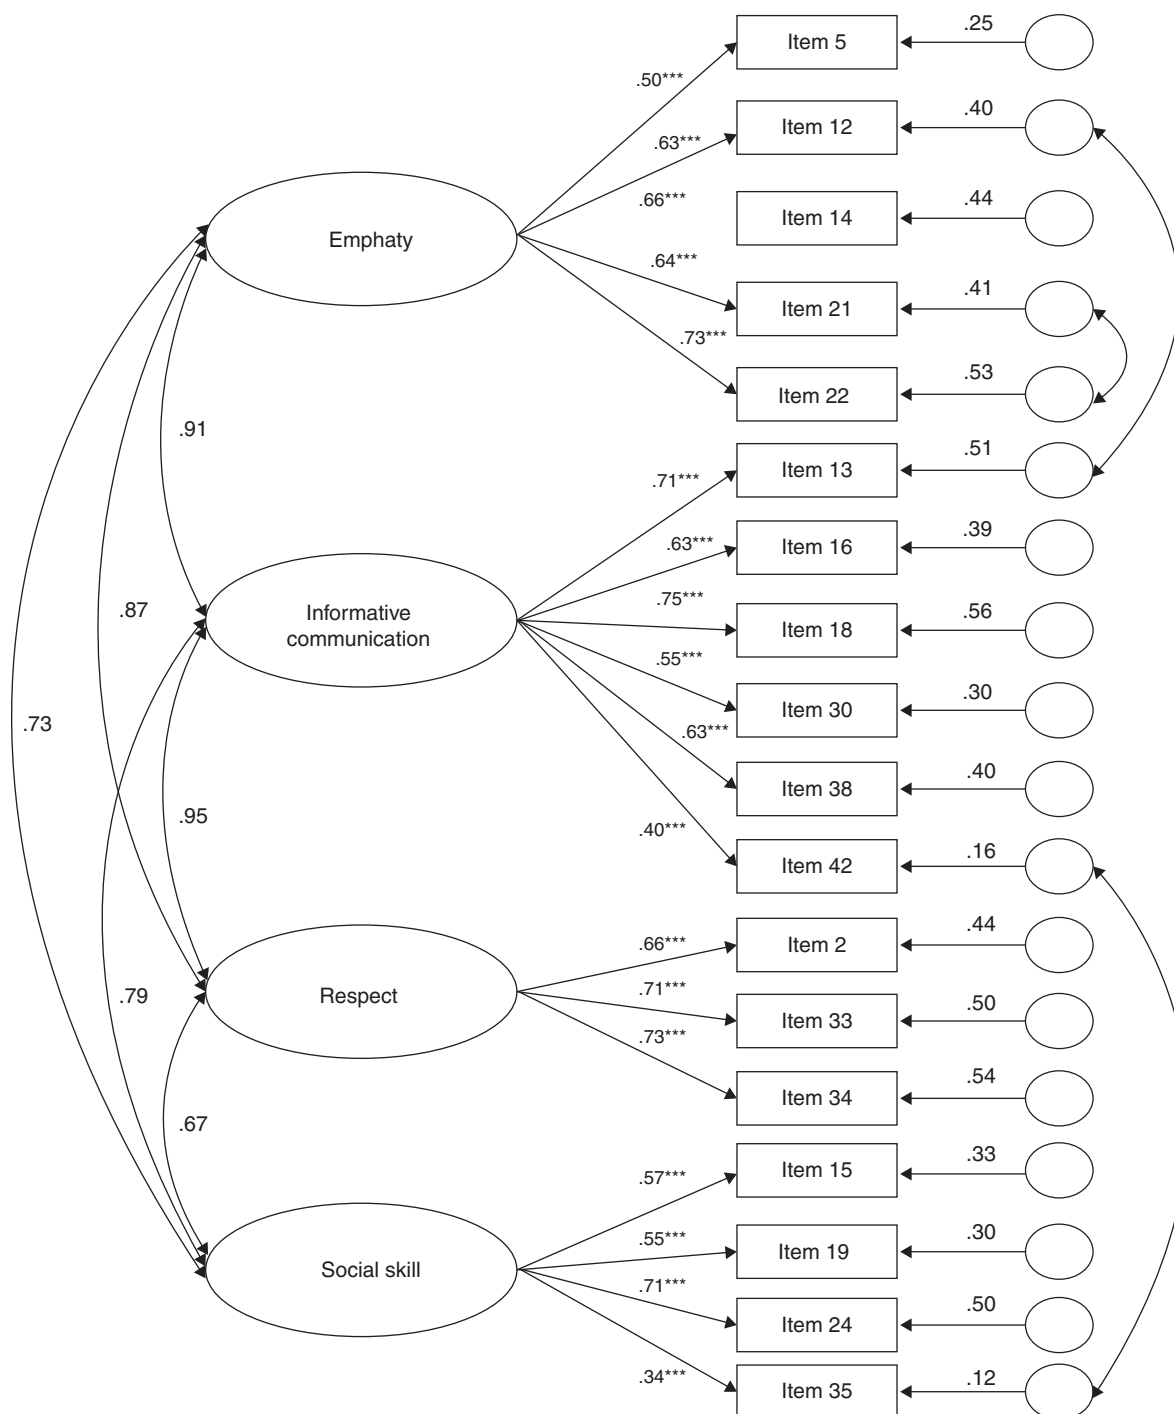 Item 5
.25
.50***
Item 12
.40
.63***
.66***
Item 14
.44
Emphaty
.64***
Item 21
.41
.73***
Item 22
.53
.91
.71***
Item 13
.51
.63***
Item 16
.39
.87
Informative
communication
.75***
Item 18
.56
.55***
Item 30
.30
.73
.63***
Item 38
.40
.95
.40***
Item 42
.16
.66***
Item 2
.44
.79
Respect
.71***
Item 33
.50
.73***
Item 34
.54
.67
.57***
Item 15
.33
.55***
Item 19
.30
Social skill
.71***
Item 24
.50
.34***
Item 35
.12